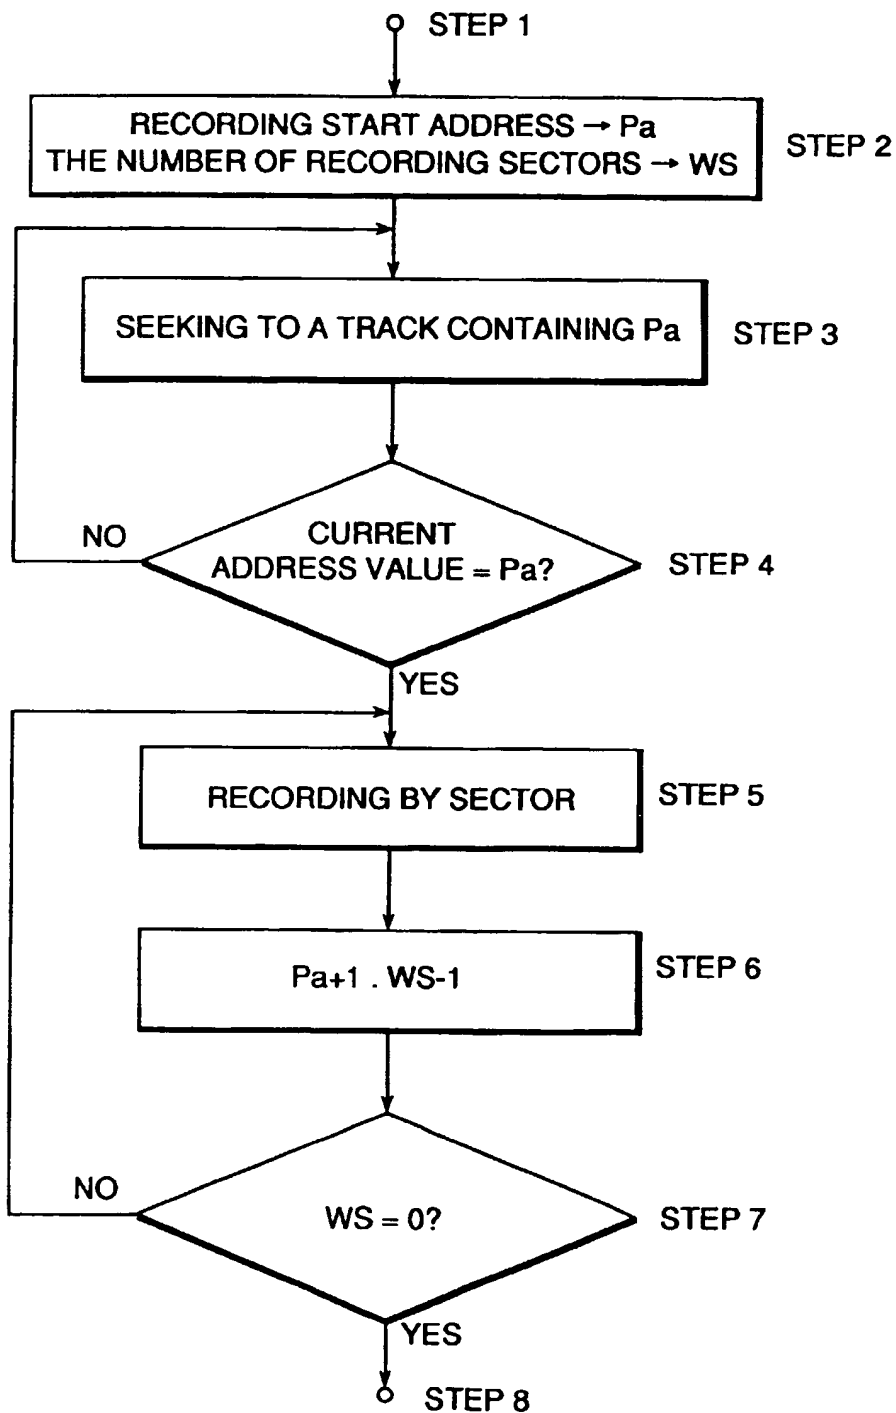 STEP 1
RECORDING START ADDRESS → Pa
THE NUMBER OF RECORDING SECTORS → WS
STEP 2
SEEKING TO A TRACK CONTAINING Pa
STEP 3
CURRENT
ADDRESS VALUE = Pa?
NO
STEP 4
YES
RECORDING BY SECTOR
STEP 5
Pa+1 . WS-1
STEP 6
NO
WS = 0?
STEP 7
YES
STEP 8